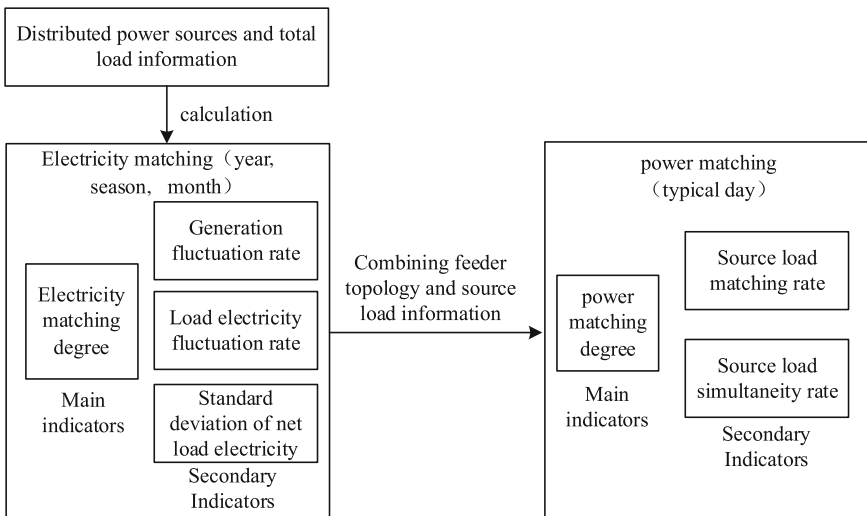 Distributed power sources and total
load information
calculation
Electricity matching（year,
season， month）
Generation
fluctuation rate
Electricity
matching
degree
Load electricity
fluctuation rate
Main
indicators
Standard
deviation of net
load electricity
Secondary
Indicators
Combining feeder
topology and source
load information
power matching
（typical day）
Source load
matching rate
power
matching
degree
Source load
simultaneity rate
Main
indicators
Secondary
Indicators